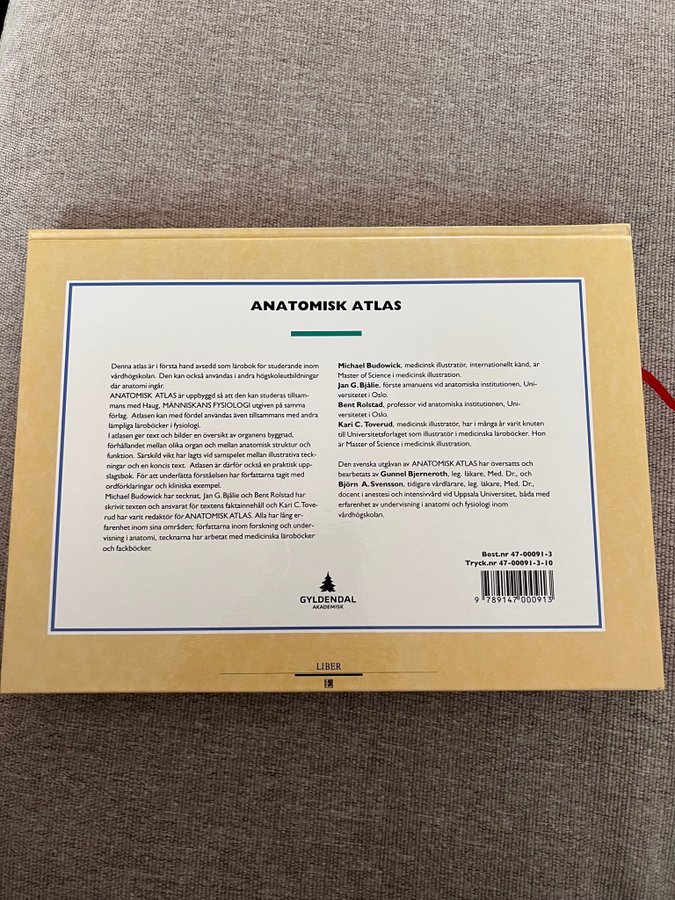 ANATOMISK ATLAS
Denna atlas är i första hand avsedd som lärobok för studerande inom
vårdhögskolan. Den kan också användas i andra högskoleutbildningar
där anatomi ingår.
ANATOMISK ATLAS är uppbyggd så att den kan studeras tillsam-
mans med Haug, MÄNNISKANS FYSIOLOGI utgiven på samma
förlag. Atlasen kan med fördel användas även tillsammans med andra
lämpliga läroböcker i fysiologi.
I atlasen ger text och bilder en översikt av organens byggnad,
förhållandet mellan olika organ och mellan anatomisk struktur och
funktion. Särskild vikt har lagts vid samspelet mellan illustrativa teck-
ningar och en koncis text. Atlasen är därför också en praktisk upp-
slagsbok. För att underlätta förståelsen har författarna tagit med
ordförklaringar och kliniska exempel.
Michael Budowick har tecknat, Jan G. Bjålie och Bent Rolstad har
skrivit texten och ansvarat för textens faktainnehåll och Kari C. Tove-
rud har varit redaktör för ANATOMISK ATLAS. Alla har lång er-
farenhet inom sina områden; författarna inom forskning och under-
visning i anatomi, tecknarna har arbetat med medicinska läroböcker
och fackböcker.
Michael Budowick, medicinsk illustratör, internationellt känd, är
Master of Science i medicinsk illustration.
Jan G. Bjålie, förste amanuens vid anatomiska institutionen, Uni-
versitetet i Oslo.
Bent Rolstad, professor vid anatomiska institutionen, Uni-
versitetet i Oslo.
Kari C. Toverud, medicinsk illustratör, har i många år varit knuten
till Universitetsforlaget som illustratör i medicinska läroböcker. Hon
är Master of Science i medicinsk illustration.
Den svenska utgåvan av ANATOMISK ATLAS har översatts och
bearbetats av Gunnel Bjerneroth, leg. läkare, Med. Dr., och
Björn A. Svensson, tidigare vårdlärare, leg. läkare, Med. Dr.,
docent i anestesi och intensivvård vid Uppsala Universitet, båda med
erfarenhet av undervisning i anatomi och fysiologi inom
vårdhögskolan.
Best.nr 47-00091-3
Tryck.nr 47-00091-3-10
9 789147 000913
GYLDENDAL
AKADEMISK
LIBER